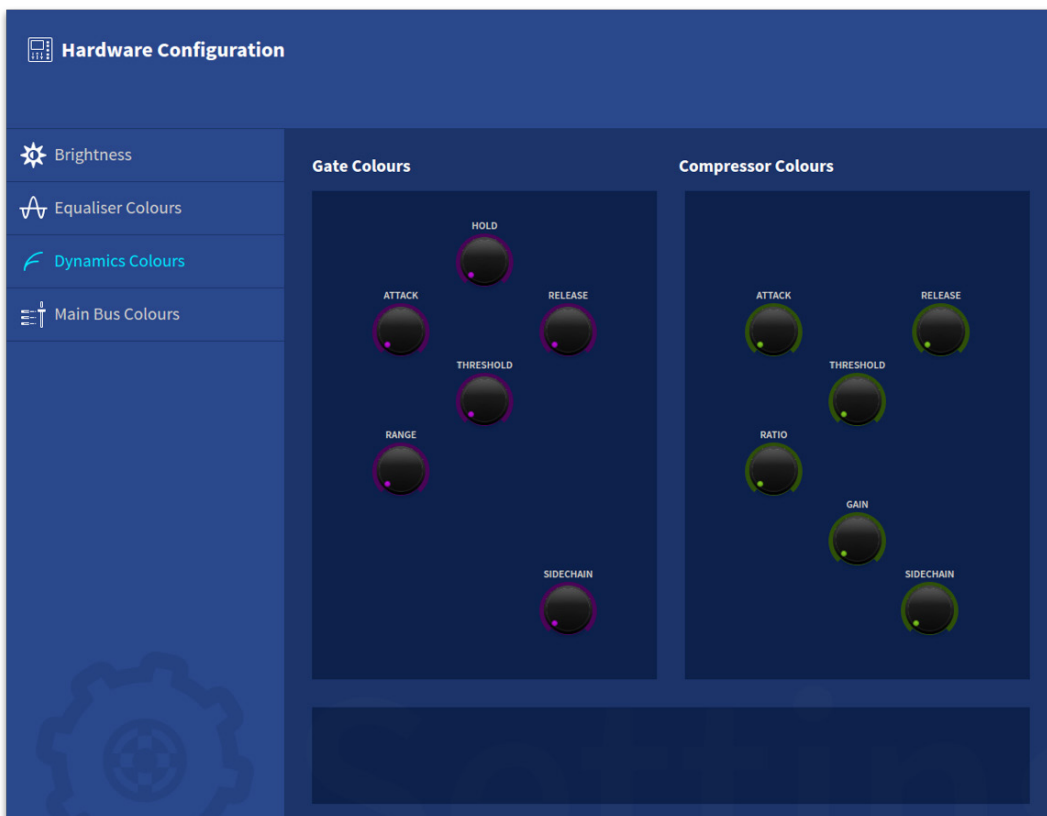 Hardware Configuration
Brightness
Equaliser Colours
Dynamics Colours
Main Bus Colours
Gate Colours
HOLD
ATTACK
RELEASE
THRESHOLD
RANGE
SIDECHAIN
Compressor Colours
ATTACK
RELEASE
THRESHOLD
RATIO
GAIN
SIDECHAIN